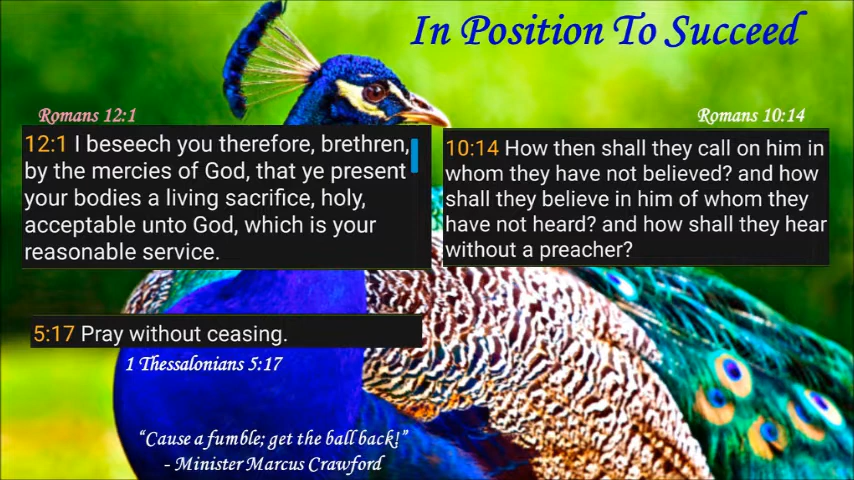 In Position To Succeed
Romans 12:1
12:1 I beseech you therefore, brethren,
by the mercies of God, that ye present
your bodies a living sacrifice, holy,
acceptable unto God, which is your
reasonable service.
Romans 10:14
10:14 How then shall they call on him in
whom they have not believed? and how
shall they believe in him of whom they
have not heard? and how shall they hear
without a preacher?
5:17 Pray without ceasing.
1 Thessalonians 5:17
“Cause a fumble; get the ball back!”
- Minister Marcus Crawford